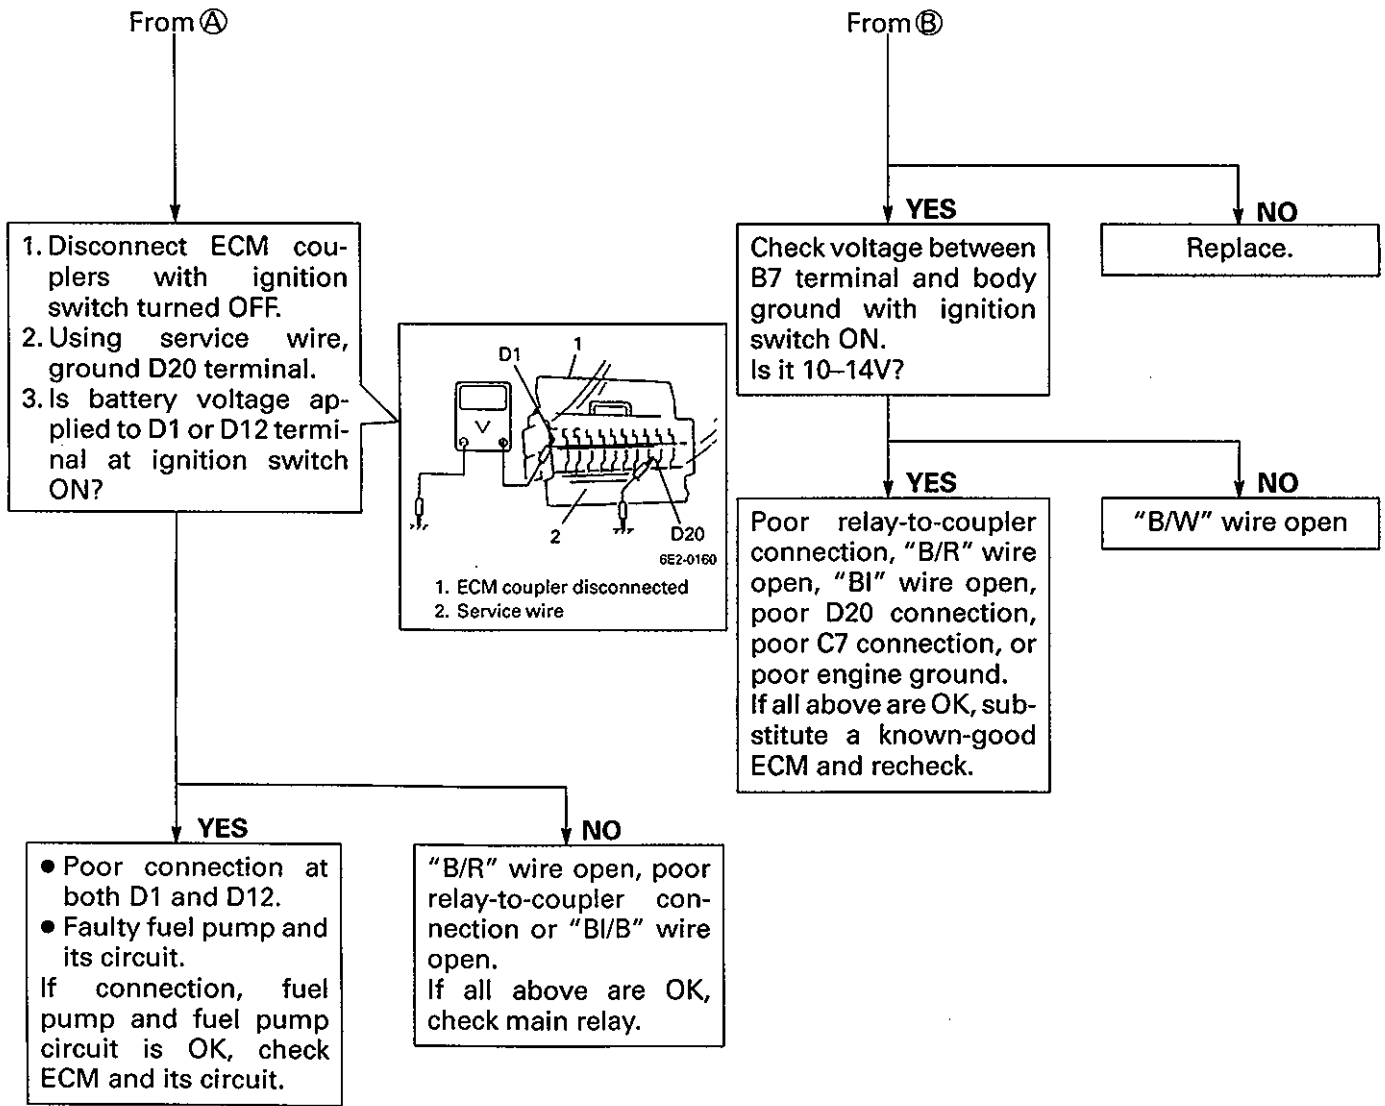 From Ⓐ
1. Disconnect ECM cou-
plers with ignition
switch turned OFF.
2. Using service wire,
ground D20 terminal.
3. Is battery voltage ap-
plied to D1 or D12 termi-
nal at ignition switch
ON?
D1
1
V
2
D20
6E2-0160
1. ECM coupler disconnected
2. Service wire
YES
● Poor connection at
both D1 and D12.
● Faulty fuel pump and
its circuit.
If connection, fuel
pump and fuel pump
circuit is OK, check
ECM and its circuit.
NO
"B/R" wire open, poor
relay-to-coupler con-
nection or "Bl/B" wire
open.
If all above are OK,
check main relay.
From Ⓑ
YES
Check voltage between
B7 terminal and body
ground with ignition
switch ON.
Is it 10–14V?
NO
Replace.
YES
Poor relay-to-coupler
connection, "B/R" wire
open, "Bl" wire open,
poor D20 connection,
poor C7 connection, or
poor engine ground.
If all above are OK, sub-
stitute a known-good
ECM and recheck.
NO
"B/W" wire open